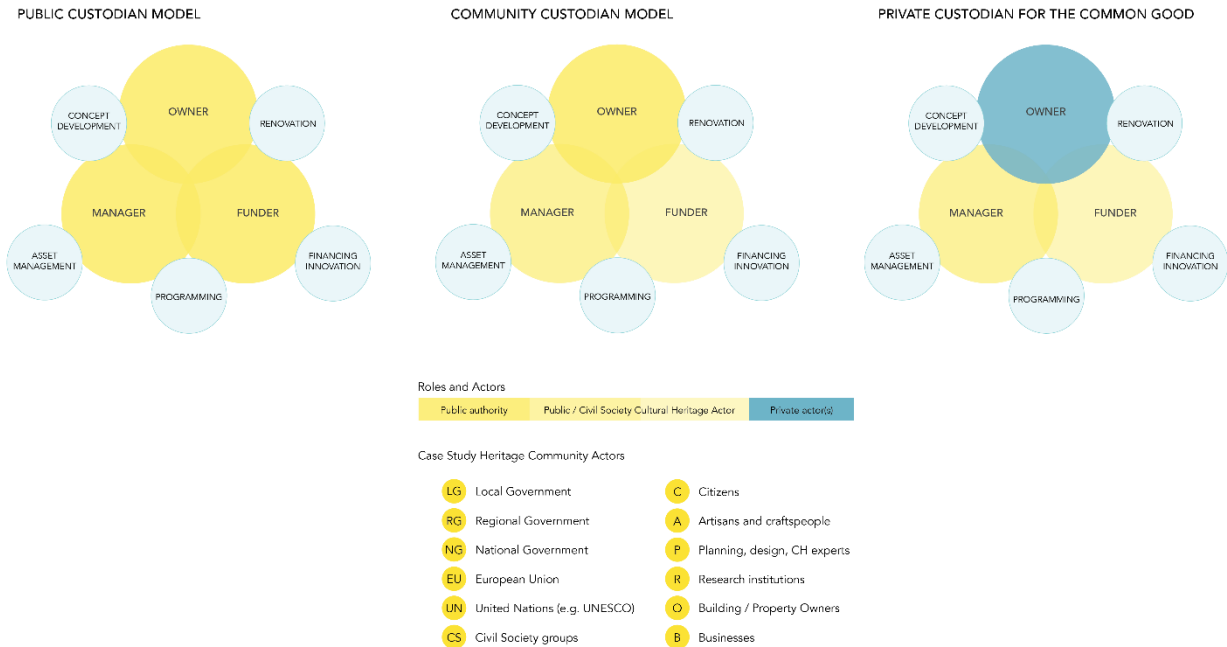 PUBLIC CUSTODIAN MODEL
OWNER
CONCEPT
DEVELOPMENT
RENOVATION
MANAGER
FUNDER
ASSET
MANAGEMENT
FINANCING
INNOVATION
PROGRAMMING
COMMUNITY CUSTODIAN MODEL
OWNER
CONCEPT
DEVELOPMENT
RENOVATION
MANAGER
FUNDER
ASSET
MANAGEMENT
FINANCING
INNOVATION
PROGRAMMING
PRIVATE CUSTODIAN FOR THE COMMON GOOD
OWNER
CONCEPT
DEVELOPMENT
RENOVATION
MANAGER
FUNDER
ASSET
MANAGEMENT
FINANCING
INNOVATION
PROGRAMMING
Roles and Actors
Public authority
Public / Civil Society Cultural Heritage Actor
Private actor(s)
Case Study Heritage Community Actors
LG Local Government
RG Regional Government
NG National Government
EU European Union
UN United Nations (e.g. UNESCO)
CS Civil Society groups
C Citizens
A Artisans and craftspeople
P Planning, design, CH experts
R Research institutions
O Building / Property Owners
B Businesses